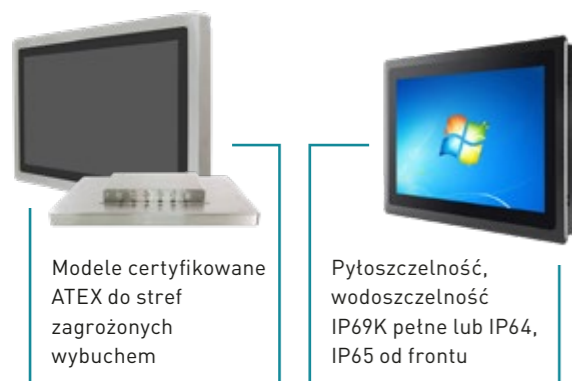 Modele certyfikowane
ATEX do stref
zagrożonych
wybuchem
Pyłoszczelność,
wodoszczelność
IP69K pełne lub IP64,
IP65 od frontu